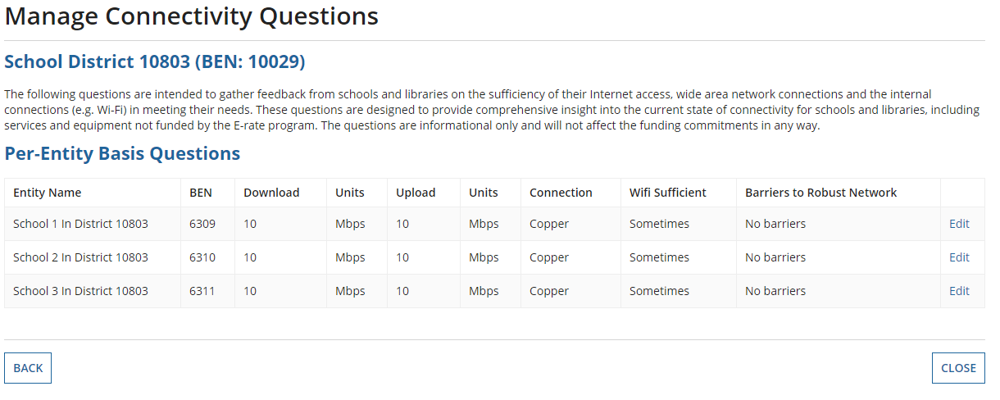 Manage Connectivity Questions
School District 10803 (BEN: 10029)
The following questions are intended to gather feedback from schools and libraries on the sufficiency of their Internet access, wide area network connections and the internal
connections (e.g. Wi-Fi) in meeting their needs. These questions are designed to provide comprehensive insight into the current state of connectivity for schools and libraries, including
services and equipment not funded by the E-rate program. The questions are informational only and will not affect the funding commitments in any way.
Per-Entity Basis Questions
Entity Name BEN Download Units Upload Units Connection Wifi Sufficient Barriers to Robust Network
School 1 In District 10803 6309 10 Mbps 10 Mbps Copper Sometimes No barriers Edit
School 2 In District 10803 6310 10 Mbps 10 Mbps Copper Sometimes No barriers Edit
School 3 In District 10803 6311 10 Mbps 10 Mbps Copper Sometimes No barriers Edit
BACK CLOSE